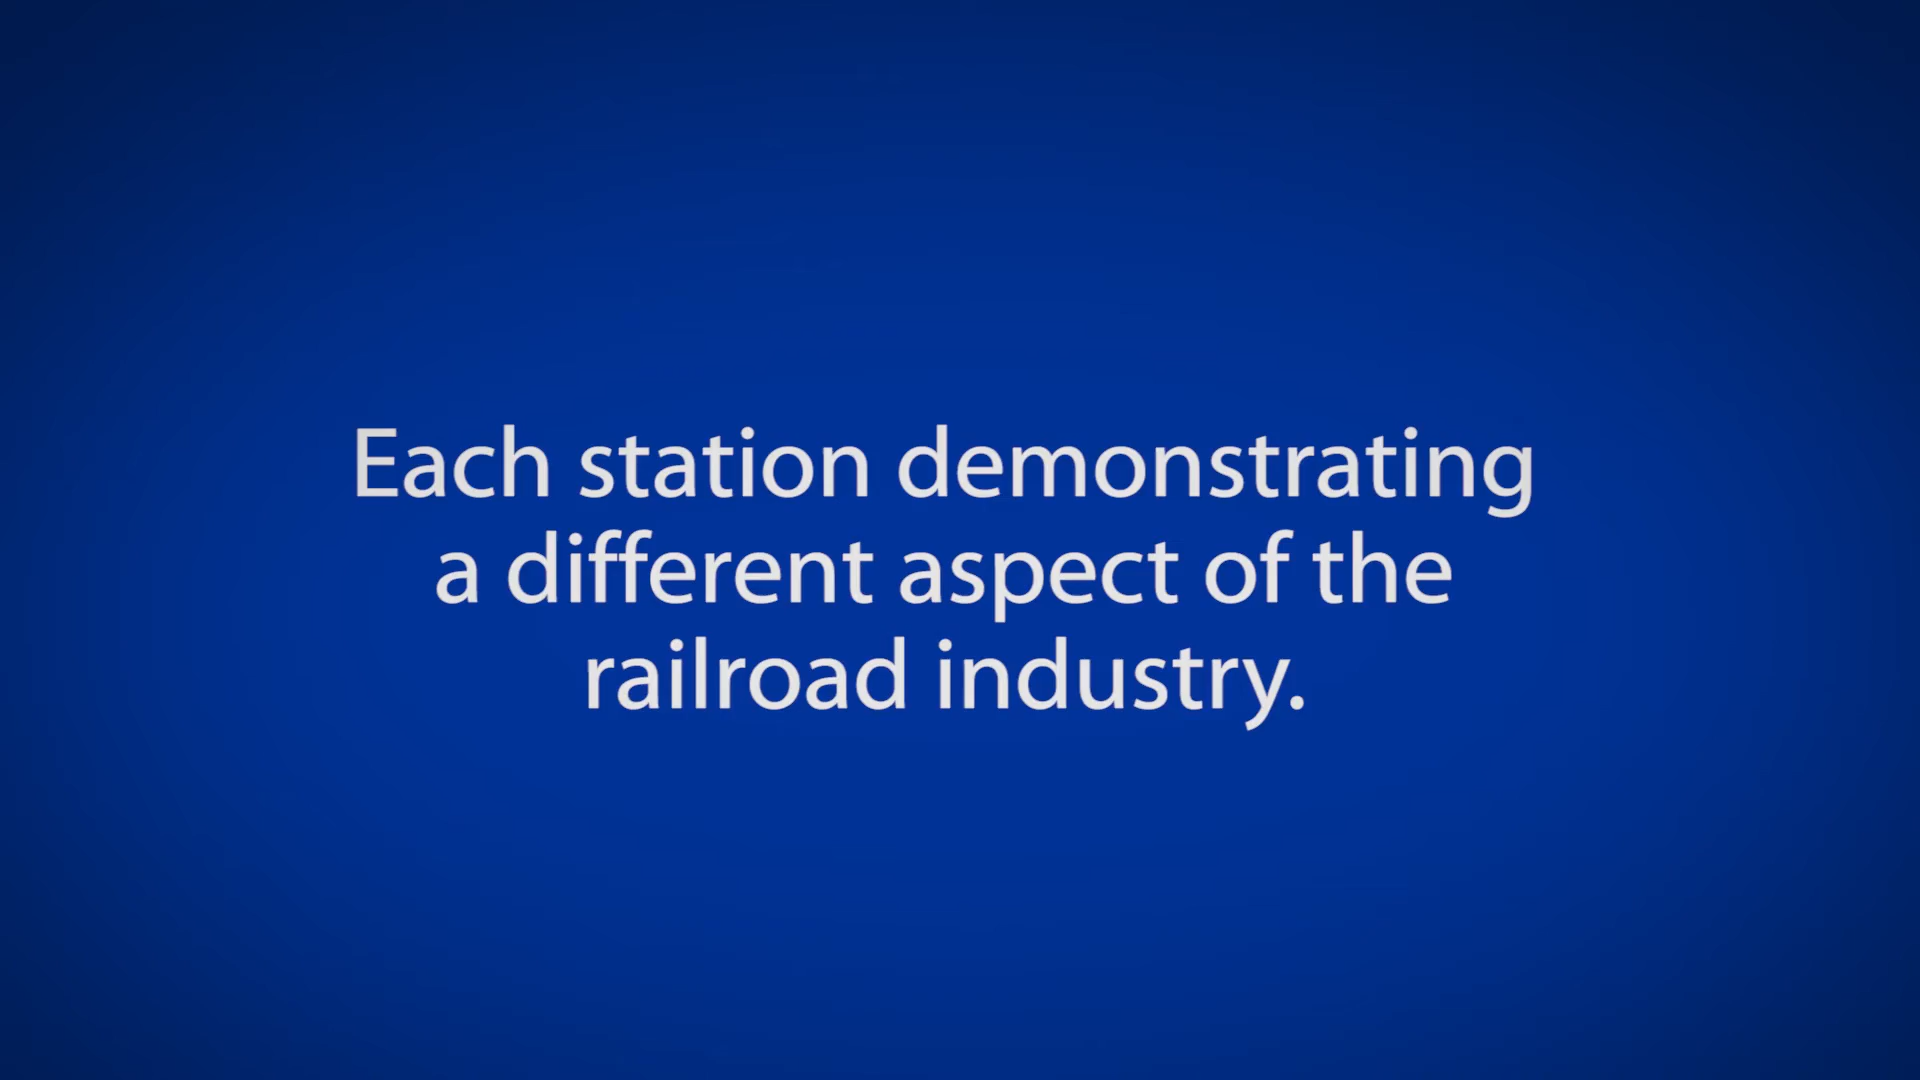 Each station demonstrating
a different aspect of the
railroad industry.